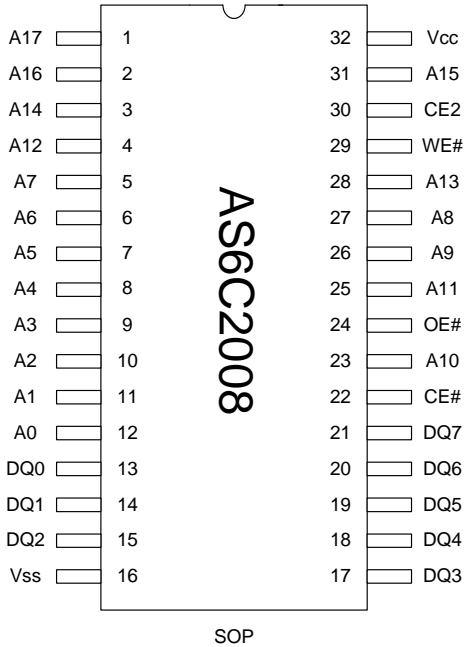 A17 1 32 Vcc
A16 2 31 A15
A14 3 30 CE2
A12 4 29 WE#
A7 5 28 A13
A6 6 27 A8
A5 7 26 A9
A4 8 25 A11
A3 9 24 OE#
A2 10 23 A10
A1 11 22 CE#
A0 12 21 DQ7
DQ0 13 20 DQ6
DQ1 14 19 DQ5
DQ2 15 18 DQ4
Vss 16 17 DQ3
AS6C2008
SOP